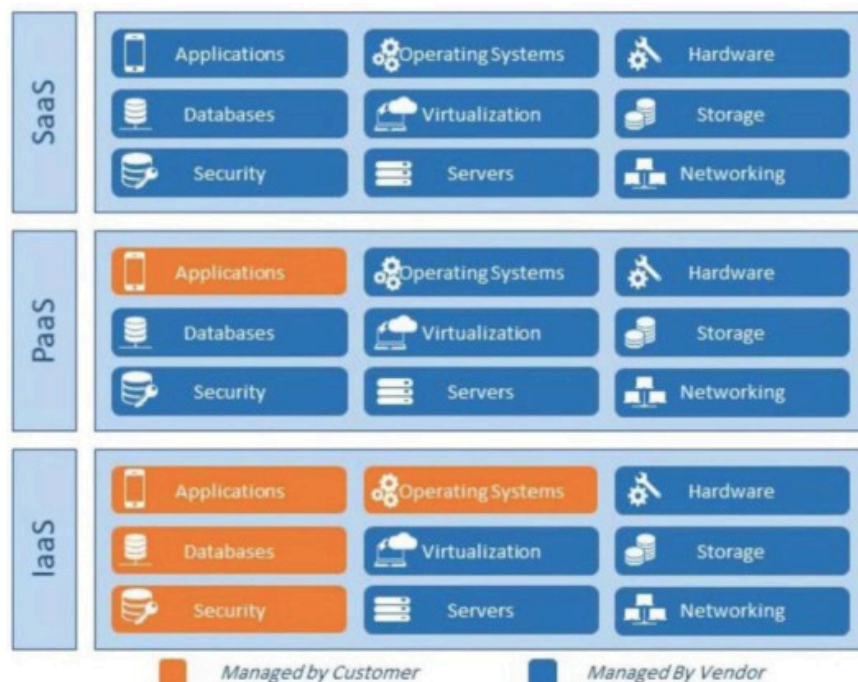 SaaS
Applications Operating Systems Hardware
Databases Virtualization Storage
Security Servers Networking
PaaS
Applications Operating Systems Hardware
Databases Virtualization Storage
Security Servers Networking
IaaS
Applications Operating Systems Hardware
Databases Virtualization Storage
Security Servers Networking
Managed by Customer Managed By Vendor